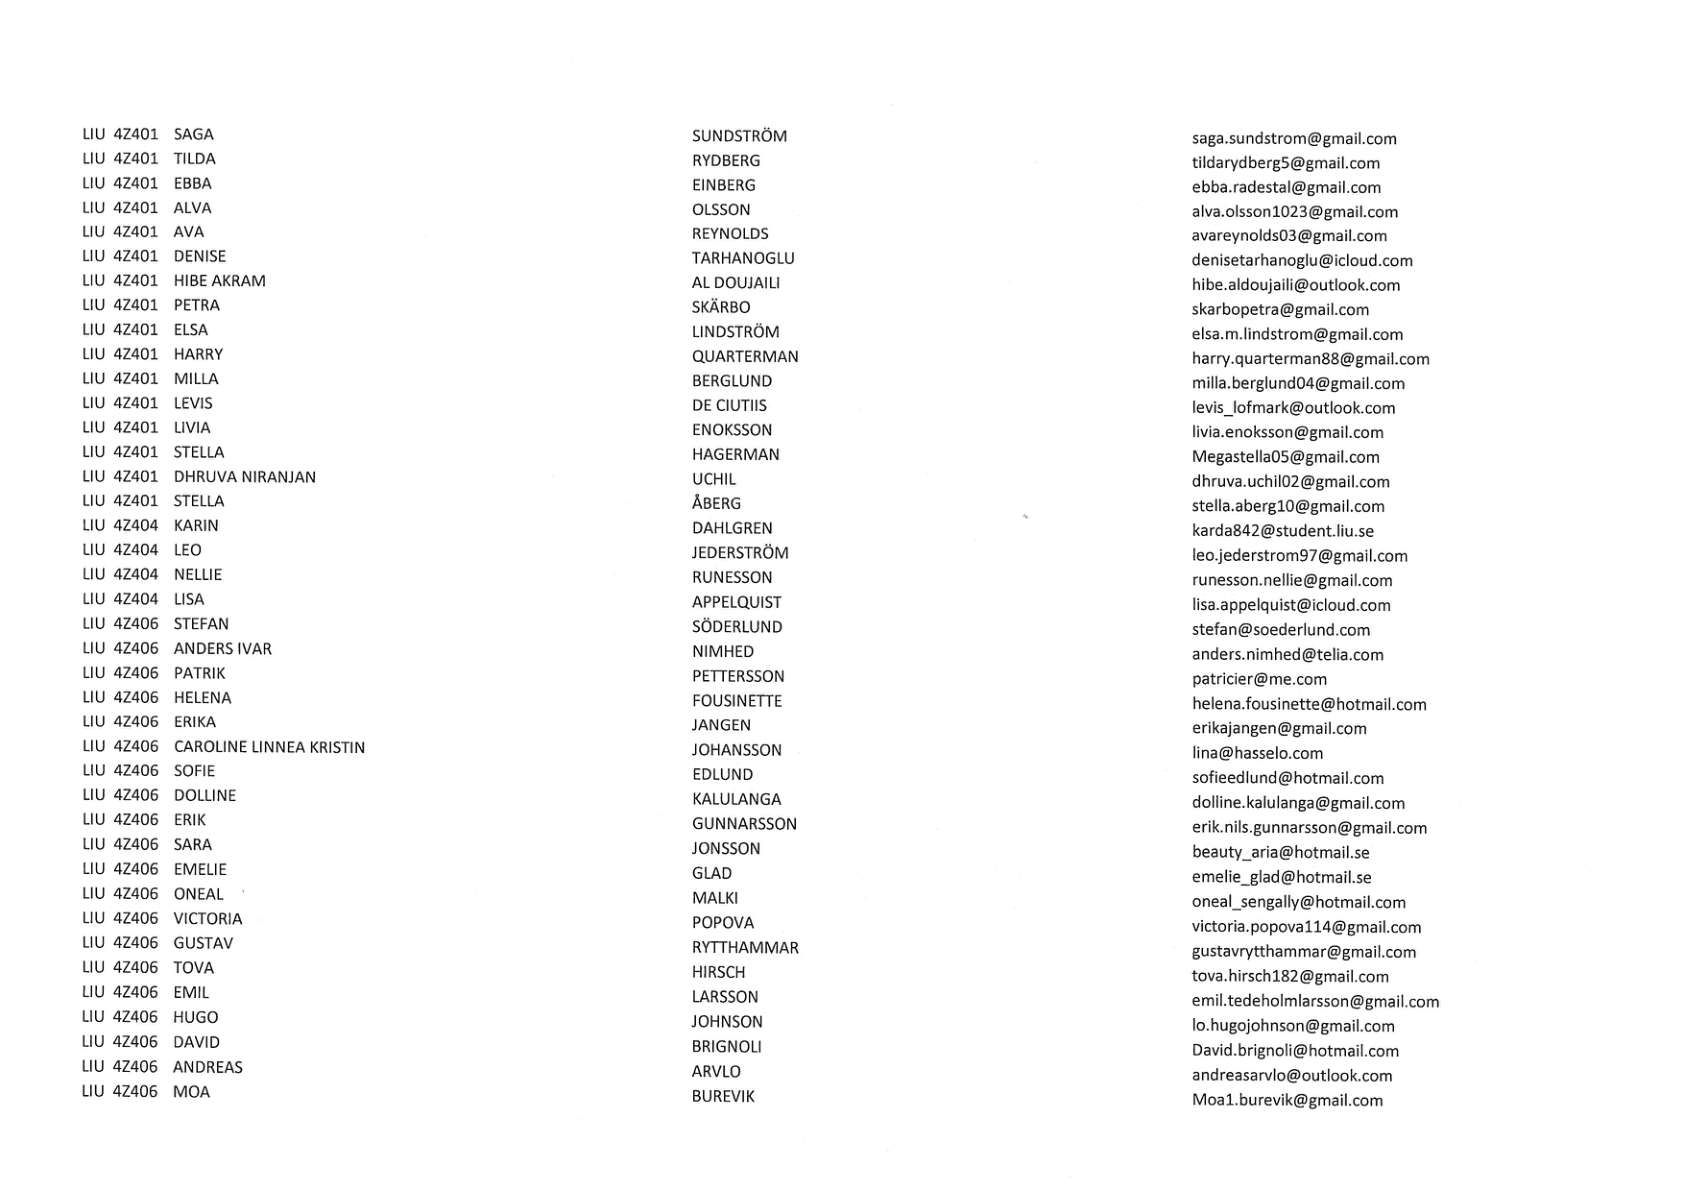 LIU 4Z401 SAGA SUNDSTRÖM saga.sundstrom@gmail.com
LIU 4Z401 TILDA RYDBERG tildarydberg5@gmail.com
LIU 4Z401 EBBA EINBERG ebba.radestal@gmail.com
LIU 4Z401 ALVA OLSSON alva.olsson1023@gmail.com
LIU 4Z401 AVA REYNOLDS avareynolds03@gmail.com
LIU 4Z401 DENISE TARHANOGLU denisetarhanoglu@icloud.com
LIU 4Z401 HIBE AKRAM AL DOUJAILI hibe.aldoujaili@outlook.com
LIU 4Z401 PETRA SKÄRBO skarbopetra@gmail.com
LIU 4Z401 ELSA LINDSTRÖM elsa.m.lindstrom@gmail.com
LIU 4Z401 HARRY QUARTERMAN harry.quarterman88@gmail.com
LIU 4Z401 MILLA BERGLUND milla.berglund04@gmail.com
LIU 4Z401 LEVIS DE CIUTIIS levis_lofmark@outlook.com
LIU 4Z401 LIVIA ENOKSSON livia.enoksson@gmail.com
LIU 4Z401 STELLA HAGERMAN Megastella05@gmail.com
LIU 4Z401 DHRUVA NIRANJAN UCHIL dhruva.uchil02@gmail.com
LIU 4Z401 STELLA ÅBERG stella.aberg10@gmail.com
LIU 4Z404 KARIN DAHLGREN karda842@student.liu.se
LIU 4Z404 LEO JEDERSTRÖM leo.jederstrom97@gmail.com
LIU 4Z404 NELLIE RUNESSON runesson.nellie@gmail.com
LIU 4Z404 LISA APPELQUIST lisa.appelquist@icloud.com
LIU 4Z406 STEFAN SÖDERLUND stefan@soederlund.com
LIU 4Z406 ANDERS IVAR NIMHED anders.nimhed@telia.com
LIU 4Z406 PATRIK PETTERSSON patricier@me.com
LIU 4Z406 HELENA FOUSINETTE helena.fousinette@hotmail.com
LIU 4Z406 ERIKA JANGEN erikajangen@gmail.com
LIU 4Z406 CAROLINE LINNEA KRISTIN JOHANSSON lina@hasselo.com
LIU 4Z406 SOFIE EDLUND sofieedlund@hotmail.com
LIU 4Z406 DOLLINE KALULANGA dolline.kalulanga@gmail.com
LIU 4Z406 ERIK GUNNARSSON erik.nils.gunnarsson@gmail.com
LIU 4Z406 SARA JONSSON beauty_aria@hotmail.se
LIU 4Z406 EMELIE GLAD emelie_glad@hotmail.se
LIU 4Z406 ONEAL MALKI oneal_sengally@hotmail.com
LIU 4Z406 VICTORIA POPOVA victoria.popova114@gmail.com
LIU 4Z406 GUSTAV RYTTHAMMAR gustavrytthammar@gmail.com
LIU 4Z406 TOVA HIRSCH tova.hirsch182@gmail.com
LIU 4Z406 EMIL LARSSON emil.tedeholmlarsson@gmail.com
LIU 4Z406 HUGO JOHNSON lo.hugojohnson@gmail.com
LIU 4Z406 DAVID BRIGNOLI David.brignoli@hotmail.com
LIU 4Z406 ANDREAS ARVLO andreasarvlo@outlook.com
LIU 4Z406 MOA BUREVIK Moa1.burevik@gmail.com